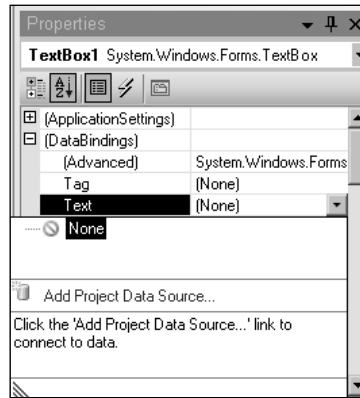 Properties
TextBox1 System.Windows.Forms.TextBox
(ApplicationSettings)
(DataBindings)
(Advanced) System.Windows.Forms
Tag (None)
Text (None)
None
Add Project Data Source...
Click the 'Add Project Data Source...' link to
connect to data.